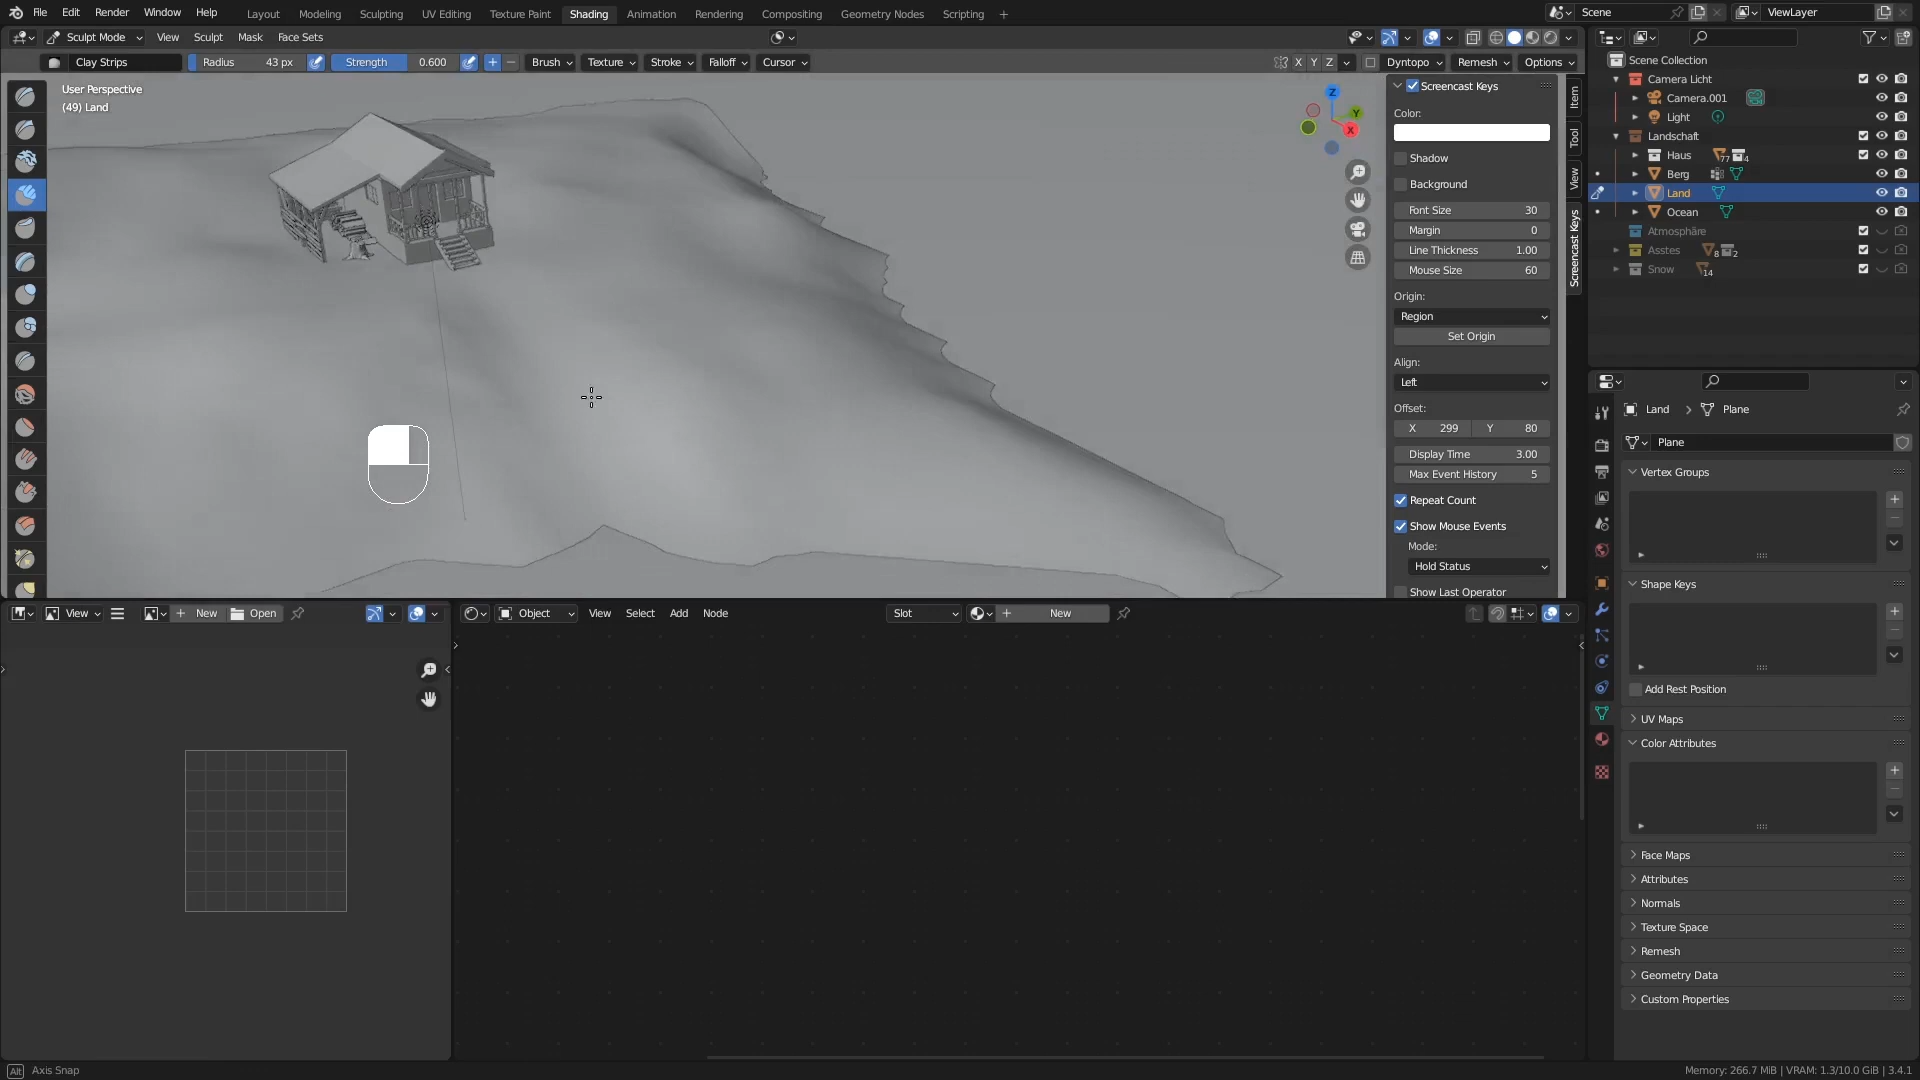 File Edit Render Window Help Layout Modeling Sculpting UV Editing Texture Paint Shading Animation Rendering Compositing Geometry Nodes Scripting + Scene ViewLayer
Sculpt Mode View Sculpt Mask Face Sets
Clay Strips Radius 43 px Strength 0.600 Brush Texture Stroke Falloff Cursor X Y Z Dyntopo Remesh Options
User Perspective
(49) Land
Z
Y
X
Screencast Keys
Color:
Shadow
Background
Font Size 30
Margin 0
Line Thickness 1.00
Mouse Size 60
Origin:
Region
Set Origin
Align:
Left
Offset:
X 299 Y 80
Display Time 3.00
Max Event History 5
Repeat Count
Show Mouse Events
Mode:
Hold Status
Show Last Operator
Item
Tool
View
Screencast Keys
Scene Collection
Camera Licht
Camera.001
Light
Landschaft
Haus 77 4
Berg
Land
Ocean
Atmosphäre
Asstes 8 2
Snow 14
Land Plane
Plane
Vertex Groups
Shape Keys
Add Rest Position
UV Maps
Color Attributes
Face Maps
Attributes
Normals
Texture Space
Remesh
Geometry Data
Custom Properties
View New Open
Object View Select Add Node Slot New
Alt Axis Snap
Memory: 266.7 MiB | VRAM: 1.3/10.0 GiB | 3.4.1